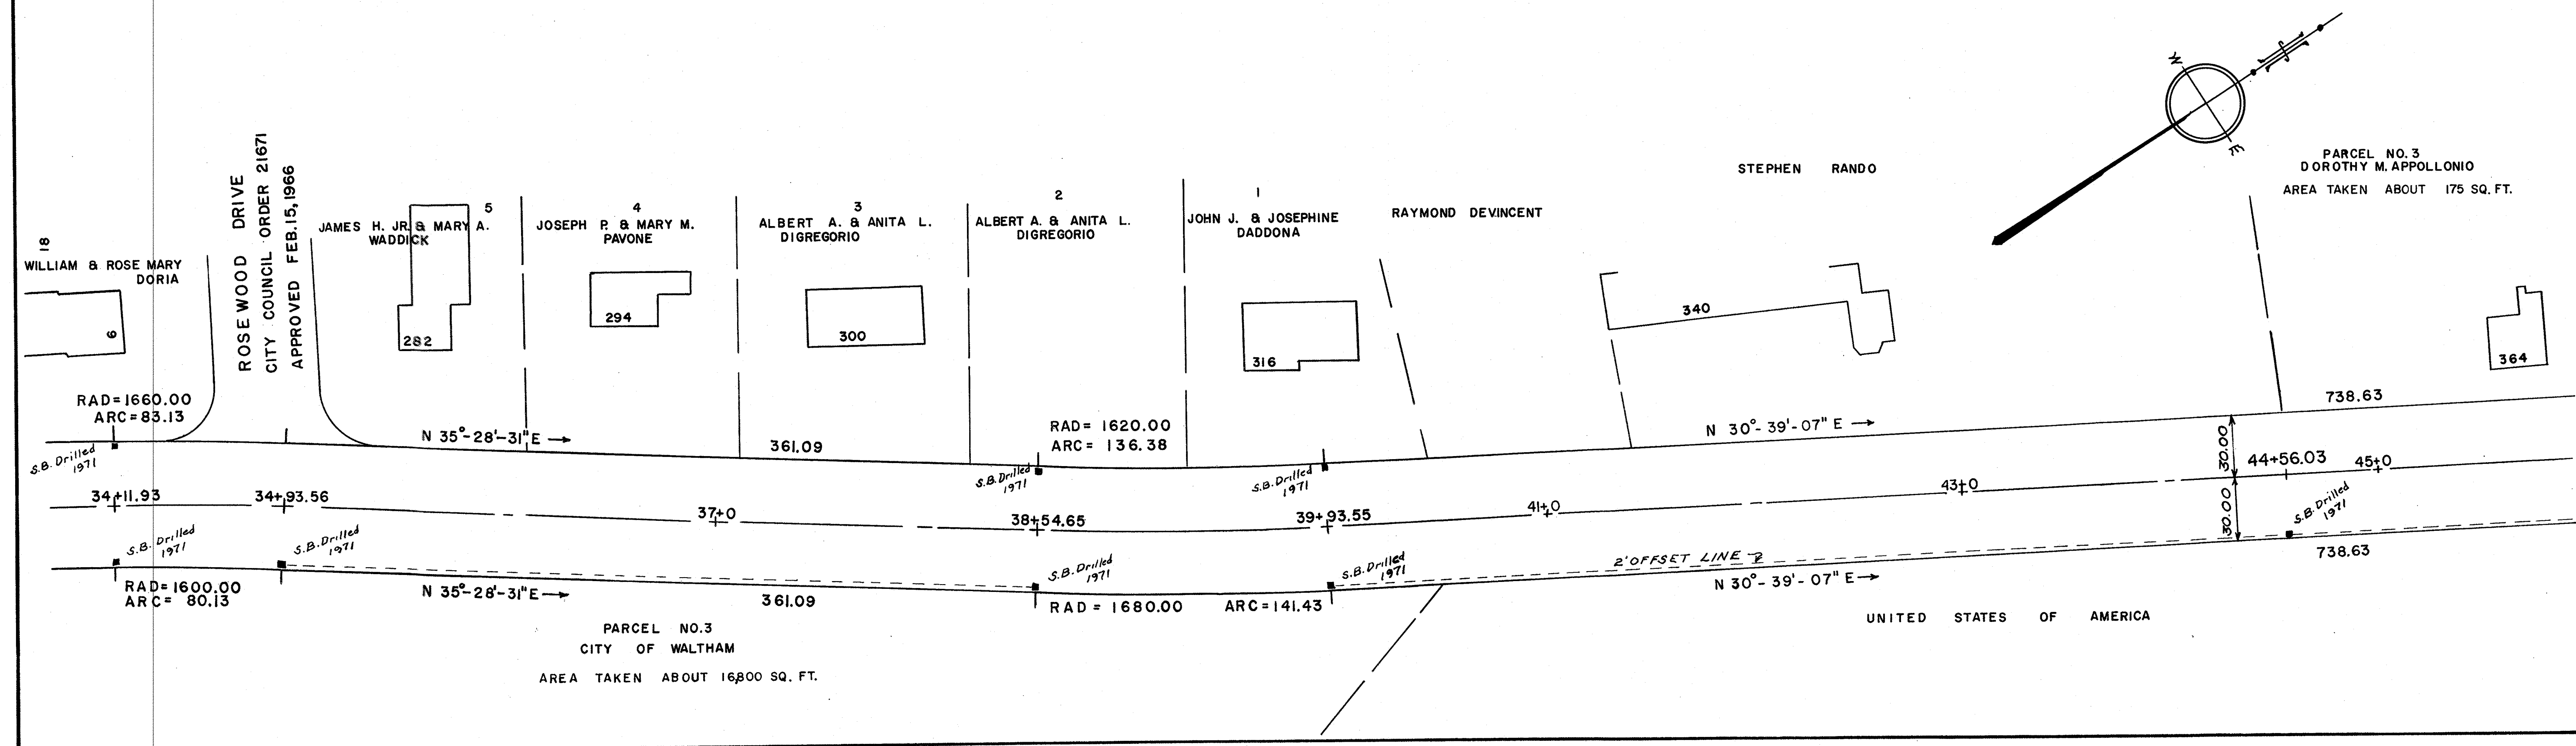 W
S
E
STEPHEN RANDO
PARCEL NO.3
DOROTHY M. APPOLLONIO
AREA TAKEN ABOUT 175 SQ. FT.
18
WILLIAM & ROSE MARY
DORIA
6
ROSEWOOD DRIVE
CITY COUNCIL ORDER 21671
APPROVED FEB. 15, 1966
5
JAMES H. JR. & MARY A.
WADDICK
282
4
JOSEPH P. & MARY M.
PAVONE
294
3
ALBERT A. & ANITA L.
DIGREGORIO
300
2
ALBERT A. & ANITA L.
DIGREGORIO
1
JOHN J. & JOSEPHINE
DADDONA
316
RAYMOND DEVINCENT
340
364
RAD=1660.00
ARC=83.13
N 35°-28'-31"E
361.09
RAD= 1620.00
ARC= 136.38
N 30°-39'-07" E
738.63
S.B. Drilled
1971
S.B. Drilled
1971
S.B. Drilled
1971
34+11.93
34+93.56
37+0
38+54.65
39+93.55
41+0
43+0
30.00
30.00
44+56.03
45+0
S.B. Drilled
1971
S.B. Drilled
1971
S.B. Drilled
1971
S.B. Drilled
1971
S.B. Drilled
1971
2' OFFSET LINE
RAD=1600.00
ARC= 80.13
N 35°-28'-31"E
361.09
RAD = 1680.00
ARC=141.43
N 30°-39'-07" E
738.63
PARCEL NO.3
CITY OF WALTHAM
AREA TAKEN ABOUT 16,800 SQ. FT.
UNITED STATES OF AMERICA